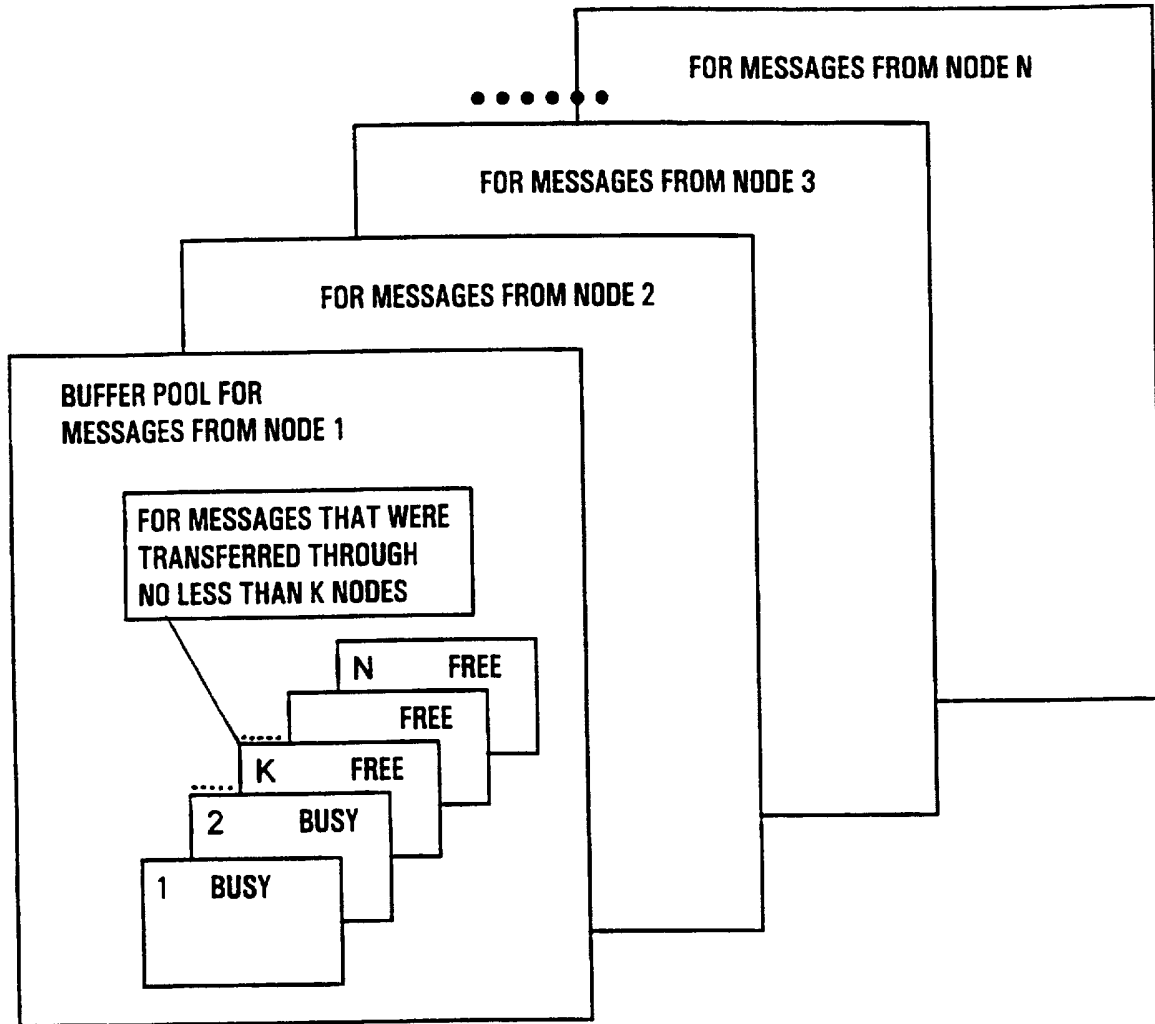 FOR MESSAGES FROM NODE N
FOR MESSAGES FROM NODE 3
FOR MESSAGES FROM NODE 2
BUFFER POOL FOR
MESSAGES FROM NODE 1
FOR MESSAGES THAT WERE
TRANSFERRED THROUGH
NO LESS THAN K NODES
N FREE
FREE
K FREE
2 BUSY
1 BUSY